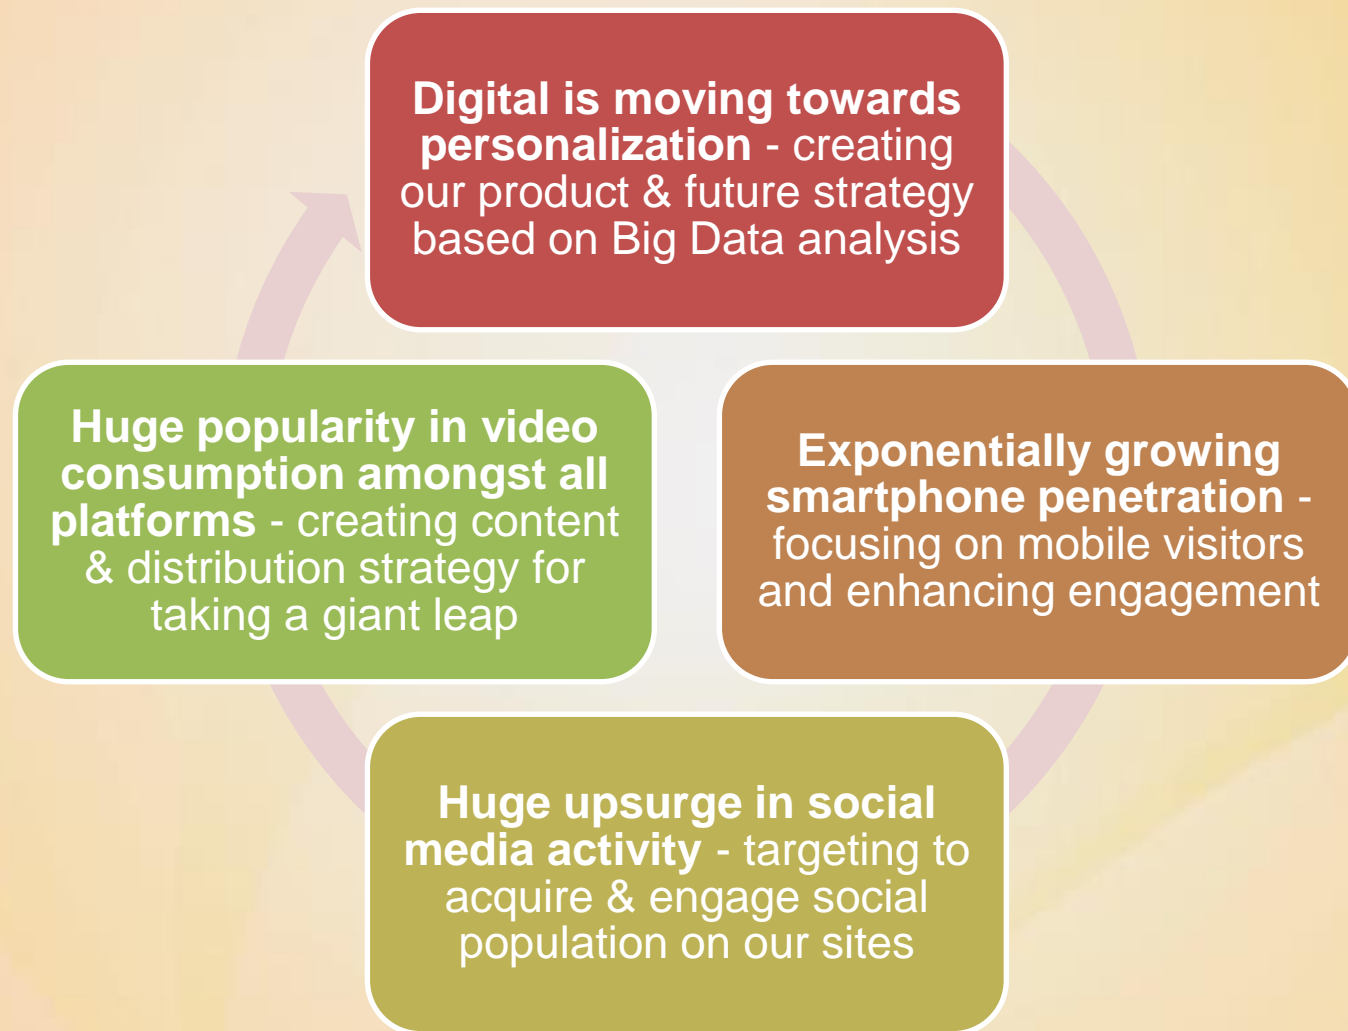 Digital is moving towards
personalization - creating
our product & future strategy
based on Big Data analysis
Exponentially growing
smartphone penetration -
focusing on mobile visitors
and enhancing engagement
Huge upsurge in social
media activity - targeting to
acquire & engage social
population on our sites
Huge popularity in video
consumption amongst all
platforms - creating content
& distribution strategy for
taking a giant leap